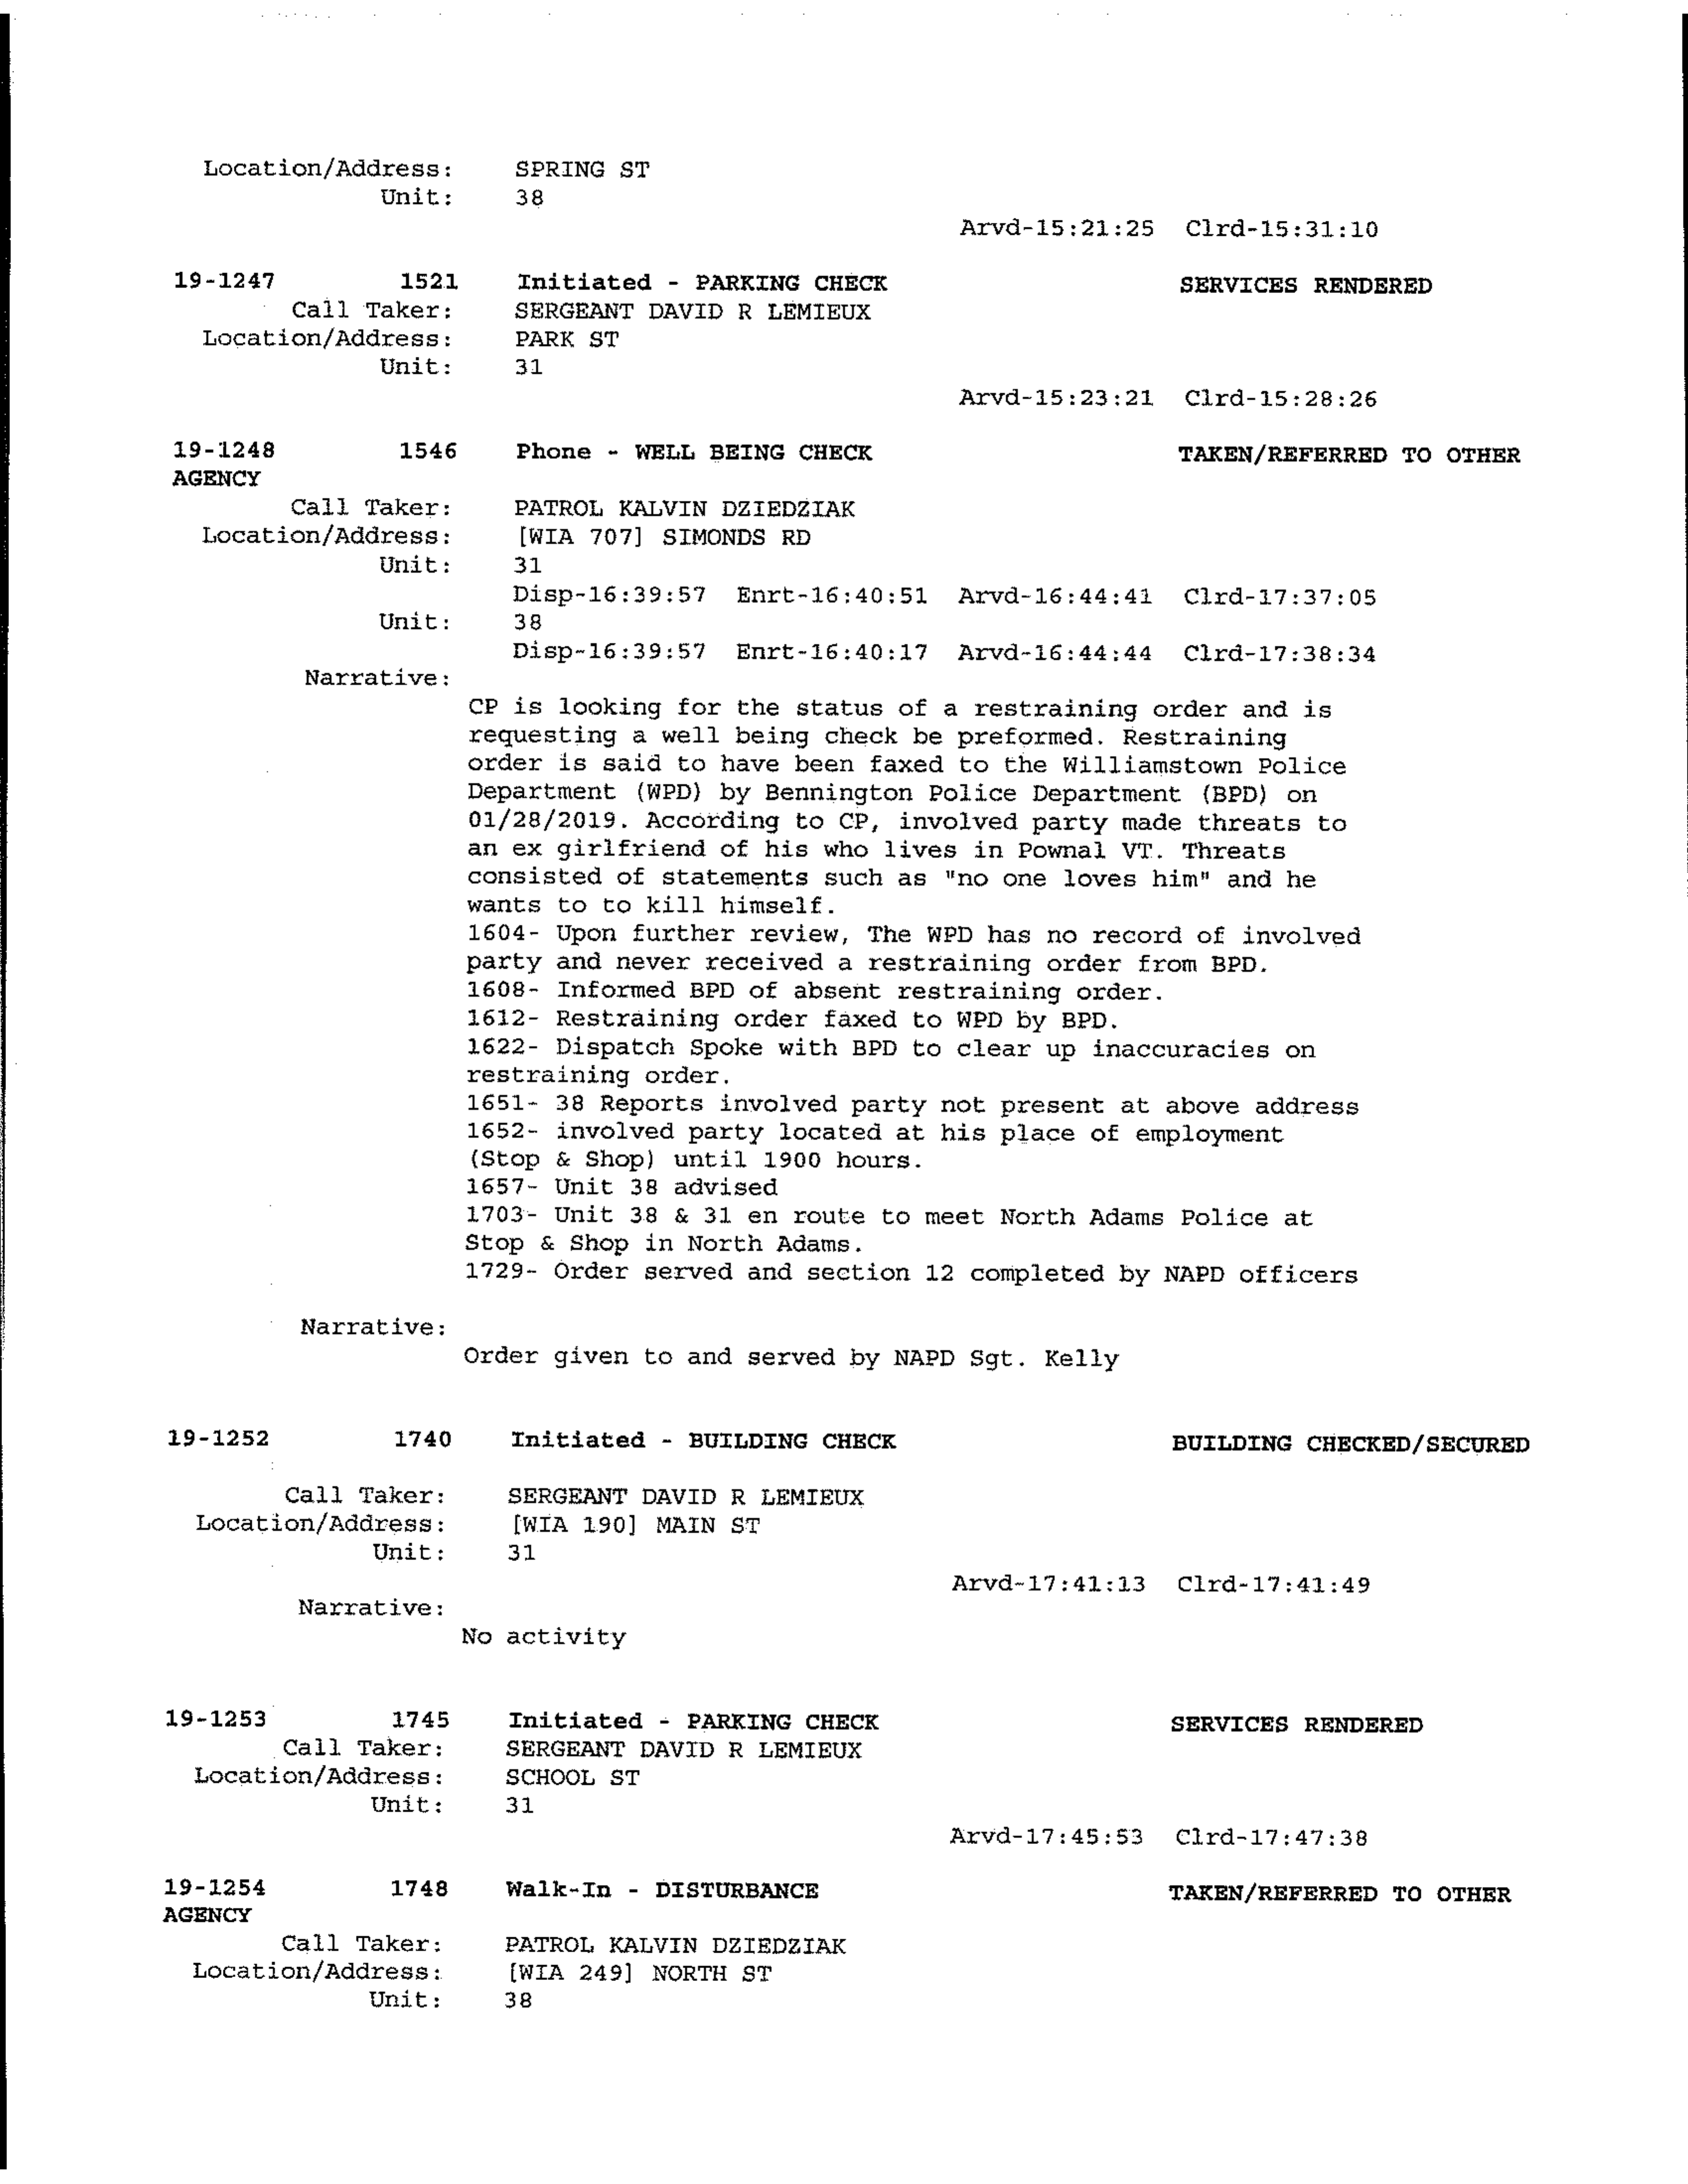 Location/Address: SPRING ST
Unit: 38
Arvd-15:21:25 Clrd-15:31:10
19-1247 1521 Initiated - PARKING CHECK SERVICES RENDERED
Call Taker: SERGEANT DAVID R LEMIEUX
Location/Address: PARK ST
Unit: 31
Arvd-15:23:21 Clrd-15:28:26
19-1248 1546 Phone - WELL BEING CHECK TAKEN/REFERRED TO OTHER
AGENCY
Call Taker: PATROL KALVIN DZIEDZIAK
Location/Address: [WIA 707] SIMONDS RD
Unit: 31
Disp-16:39:57 Enrt-16:40:51 Arvd-16:44:41 Clrd-17:37:05
Unit: 38
Disp-16:39:57 Enrt-16:40:17 Arvd-16:44:44 Clrd-17:38:34
Narrative:
CP is looking for the status of a restraining order and is
requesting a well being check be preformed. Restraining
order is said to have been faxed to the Williamstown Police
Department (WPD) by Bennington Police Department (BPD) on
01/28/2019. According to CP, involved party made threats to
an ex girlfriend of his who lives in Pownal VT. Threats
consisted of statements such as "no one loves him" and he
wants to to kill himself.
1604- Upon further review, The WPD has no record of involved
party and never received a restraining order from BPD.
1608- Informed BPD of absent restraining order.
1612- Restraining order faxed to WPD by BPD.
1622- Dispatch Spoke with BPD to clear up inaccuracies on
restraining order.
1651- 38 Reports involved party not present at above address
1652- involved party located at his place of employment
(Stop & Shop) until 1900 hours.
1657- Unit 38 advised
1703- Unit 38 & 31 en route to meet North Adams Police at
Stop & Shop in North Adams.
1729- Order served and section 12 completed by NAPD officers
Narrative:
Order given to and served by NAPD Sgt. Kelly
19-1252 1740 Initiated - BUILDING CHECK BUILDING CHECKED/SECURED
Call Taker: SERGEANT DAVID R LEMIEUX
Location/Address: [WIA 190] MAIN ST
Unit: 31
Arvd-17:41:13 Clrd-17:41:49
Narrative:
No activity
19-1253 1745 Initiated - PARKING CHECK SERVICES RENDERED
Call Taker: SERGEANT DAVID R LEMIEUX
Location/Address: SCHOOL ST
Unit: 31
Arvd-17:45:53 Clrd-17:47:38
19-1254 1748 Walk-In - DISTURBANCE TAKEN/REFERRED TO OTHER
AGENCY
Call Taker: PATROL KALVIN DZIEDZIAK
Location/Address: [WIA 249] NORTH ST
Unit: 38